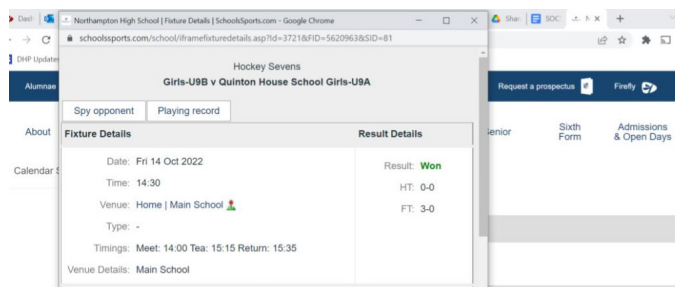 Dash
Northampton High School | Fixture Details | SchoolsSports.com - Google Chrome
Shar
SOC
N
schoolssports.com/school/iframefixturedetails.asp?Id=3721&FID=5620963&SID=81
DHP Update
Hockey Sevens
Girls-U9B v Quinton House School Girls-U9A
Alumnae
Request a prospectus
Firefly
Spy opponent
Playing record
About
Fixture Details
Result Details
Senior
Sixth Form
Admissions & Open Days
Calendar S
Date: Fri 14 Oct 2022
Result: Won
Time: 14:30
HT: 0-0
Venue: Home | Main School
FT: 3-0
Type: -
Timings: Meet: 14:00 Tea: 15:15 Return: 15:35
Venue Details: Main School